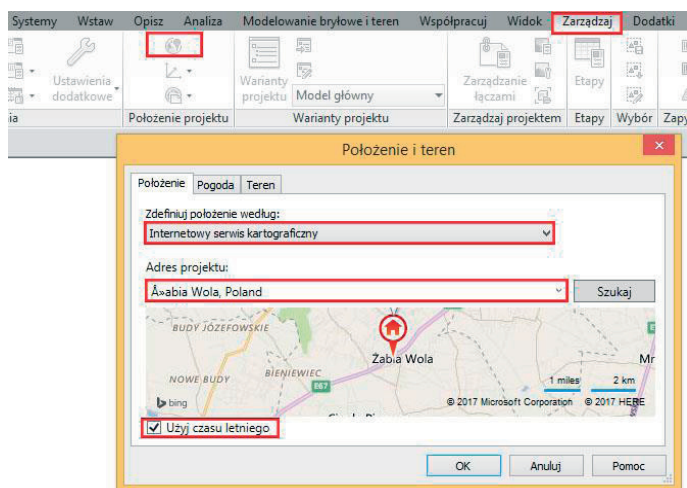 Systemy Wstaw Opisz Analiza Modelowanie bryłowe i teren Współpracuj Widok Zarządzaj Dodatki
Ustawienia dodatkowe
Warianty projektu
Model główny
Zarządzanie łączami
Etapy
ia Położenie projektu Warianty projektu Zarządzaj projektem Etapy Wybór Zapy
Położenie i teren
Położenie Pogoda Teren
Zdefiniuj położenie według:
Internetowy serwis kartograficzny
Adres projektu:
Å»abia Wola, Poland
Szukaj
BUDY JÓZEFOWSKIE
Żabia Wola
Mr
BIENIEWIEC
NOWE BUDY
E67
1 miles 2 km
bing
© 2017 Microsoft Corporation © 2017 HERE
Użyj czasu letniego
OK Anuluj Pomoc